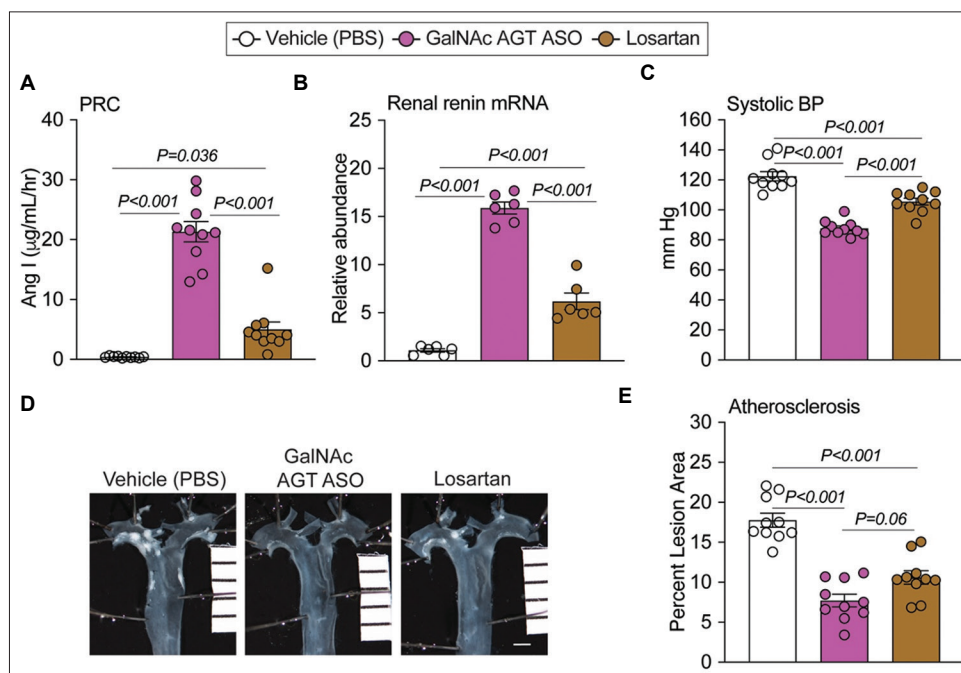 Vehicle (PBS) GalNAc AGT ASO Losartan
A
PRC
Ang I (µg/mL/hr)
40
30
20
10
0
P=0.036
P<0.001 P<0.001
B
Renal renin mRNA
Relative abundance
25
20
15
10
5
0
P<0.001
P<0.001 P<0.001
C
Systolic BP
mm Hg
160
140
120
100
80
60
40
20
0
P<0.001
P<0.001
P<0.001
D
Vehicle (PBS)
GalNAc
AGT ASO
Losartan
E
Atherosclerosis
Percent Lesion Area
30
25
20
15
10
5
0
P<0.001
P<0.001
P=0.06